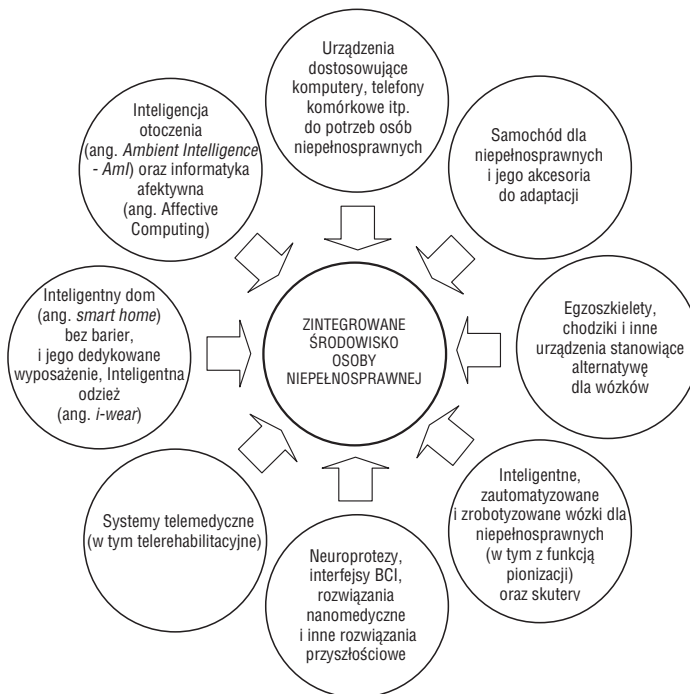 Urządzenia
dostosowujące
komputery, telefony
komórkowe itp.
do potrzeb osób
niepełnosprawnych
Samochód dla
niepełnosprawnych
i jego akcesoria
do adaptacji
Egzoszkielety,
chodziki i inne
urządzenia stanowiące
alternatywę
dla wózków
Inteligentne,
zautomatyzowane
i zrobotyzowane wózki dla
niepełnosprawnych
(w tym z funkcją
pionizacji)
oraz skutery
Neuroprotezy,
interfejsy BCI,
rozwiązania
nanomedyczne
i inne rozwiązania
przyszłościowe
Systemy telemedyczne
(w tym telerehabilitacyjne)
Inteligentny dom
(ang. smart home)
bez barier,
i jego dedykowane
wyposażenie, Inteligentna
odzież
(ang. i-wear)
Inteligencja
otoczenia
(ang. Ambient Intelligence
- AmI) oraz informatyka
afektywna
(ang. Affective
Computing)
ZINTEGROWANE
ŚRODOWISKO
OSOBY
NIEPEŁNOSPRAWNEJ